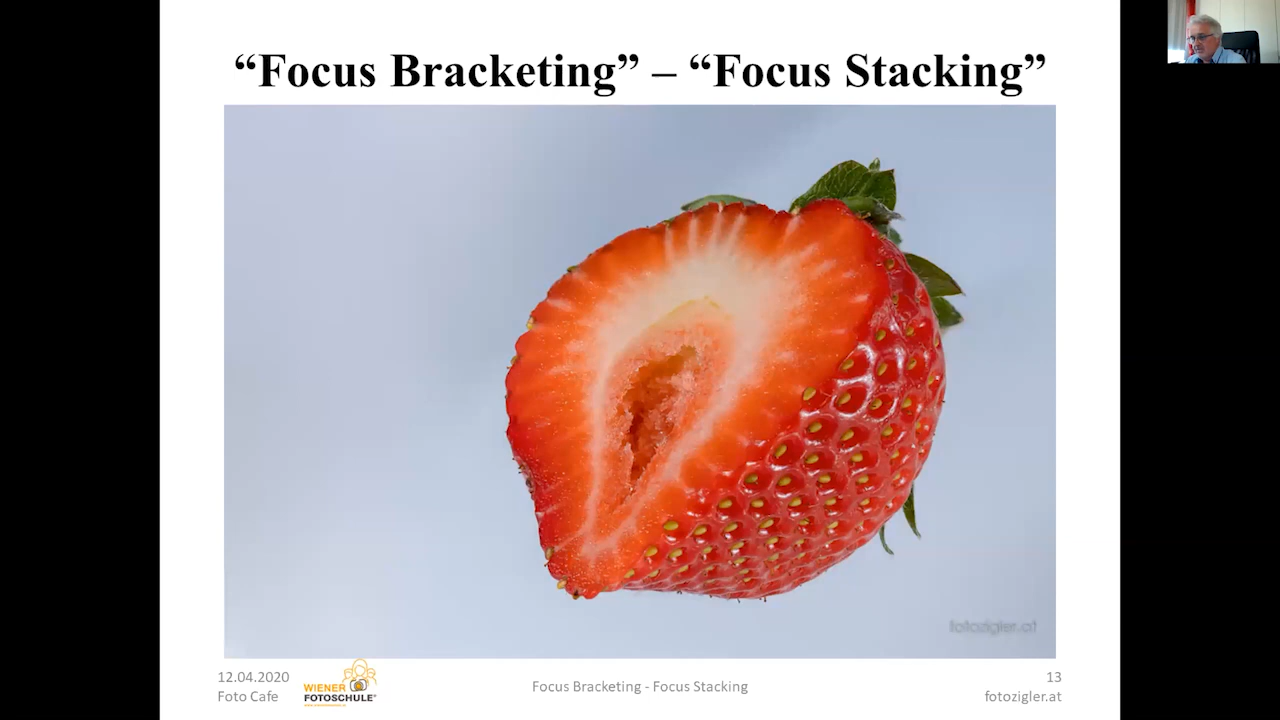 “Focus Bracketing” – “Focus Stacking”
fotozigler.at
12.04.2020
Foto Cafe
WIENER
FOTOSCHULE
Focus Bracketing - Focus Stacking
13
fotozigler.at